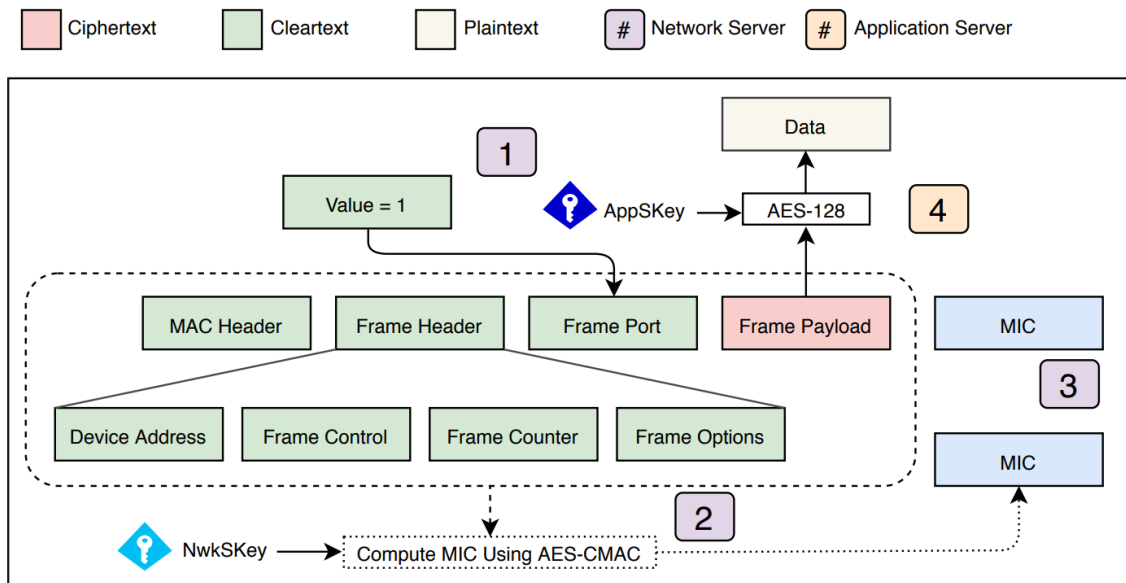 Ciphertext
Cleartext
Plaintext
# Network Server
# Application Server
Data
1
Value = 1
AppSKey
AES-128
4
MAC Header
Frame Header
Frame Port
Frame Payload
MIC
3
Device Address
Frame Control
Frame Counter
Frame Options
MIC
2
NwkSKey
Compute MIC Using AES-CMAC